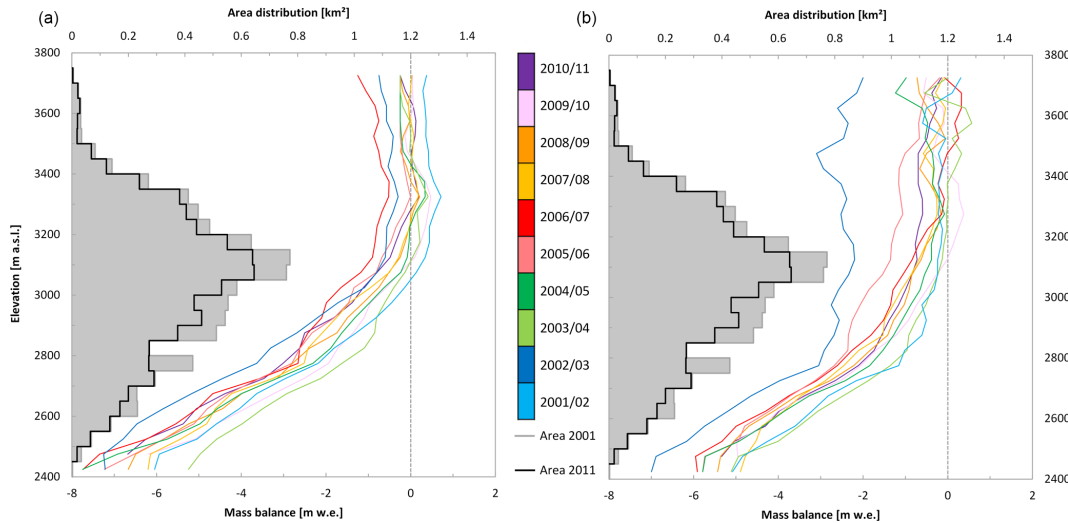 (a)
Area distribution [km²]
0 0.2 0.4 0.6 0.8 1 1.2 1.4
3800
3600
3400
3200
3000
2800
2600
2400
Elevation [m a.s.l.]
-8 -6 -4 -2 0 2
Mass balance [m w.e.]
2010/11
2009/10
2008/09
2007/08
2006/07
2005/06
2004/05
2003/04
2002/03
2001/02
Area 2001
Area 2011
(b)
Area distribution [km²]
0 0.2 0.4 0.6 0.8 1 1.2 1.4
3800
3600
3400
3200
3000
2800
2600
2400
-8 -6 -4 -2 0 2
Mass balance [m w.e.]